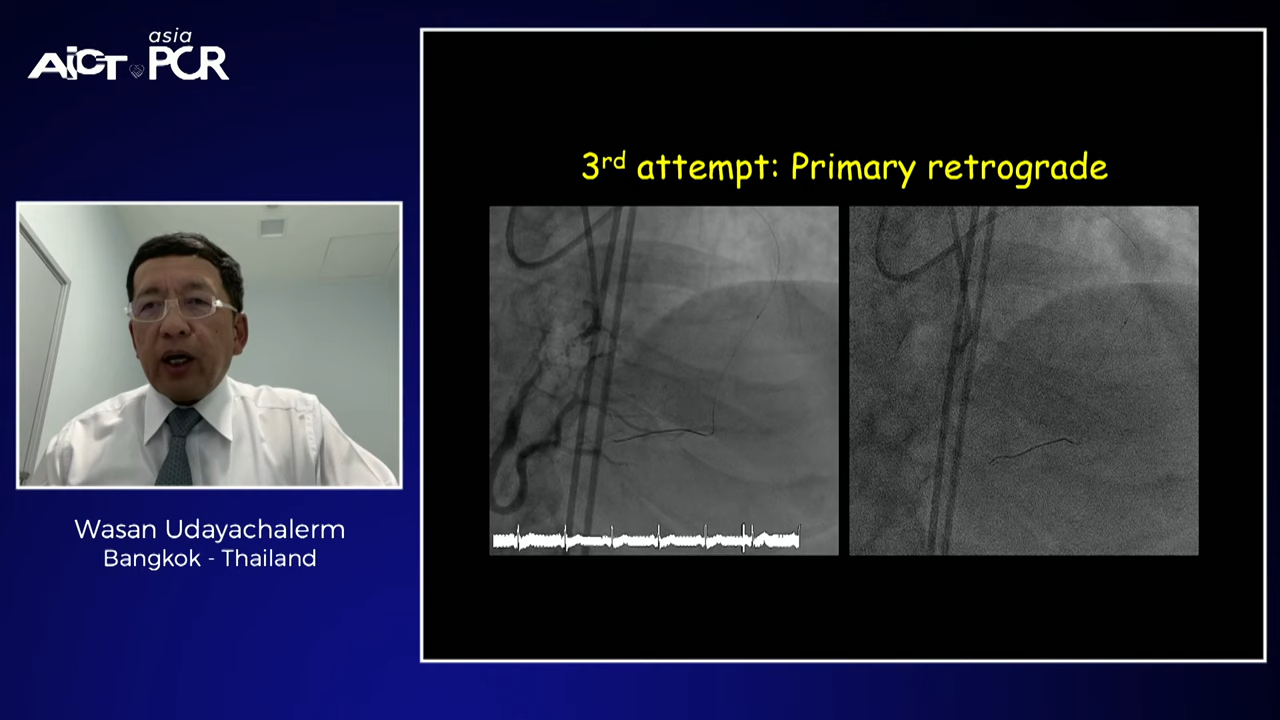 asia
AICT PCR
3rd attempt: Primary retrograde
Wasan Udayachalerm
Bangkok - Thailand